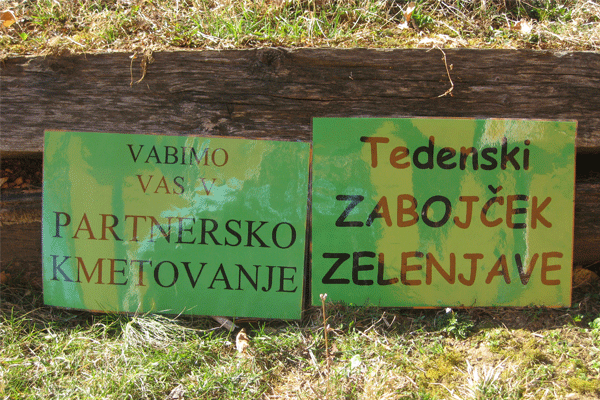 VABIMO
VAS V
PARTNERSKO
KMETOVANJE
Tedenski
ZABOJČEK
ZELENJAVE